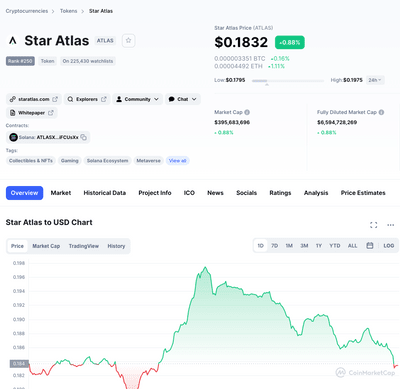 Cryptocurrencies > Tokens > Star Atlas
Star Atlas ATLAS
Rank #210 Token On 225,430 watchlists
staratlas.com Explorers Community Chat
Whitepaper
Contracts:
Solana: ATLASX...iFCUsXx
Tags:
Collectibles & NFTs Gaming Solana Ecosystem Metaverse View all
Star Atlas Price (ATLAS)
$0.1832 0.88%
0.000003351 BTC 0.16%
0.00004492 ETH 1.11%
Low: $0.1795 High: $0.1975 24h
Market Cap
$395,683,696
0.88%
Fully Diluted Market Cap
$6,594,728,269
0.88%
Overview Market Historical Data Project Info ICO News Socials Ratings Analysis Price Estimates
Star Atlas to USD Chart
Price Market Cap TradingView History
1D 7D 1M 3M 1Y YTD ALL LOG
0.198
0.195
0.193
0.190
0.188
0.185
0.184
0.182
0.180
CoinMarketCap